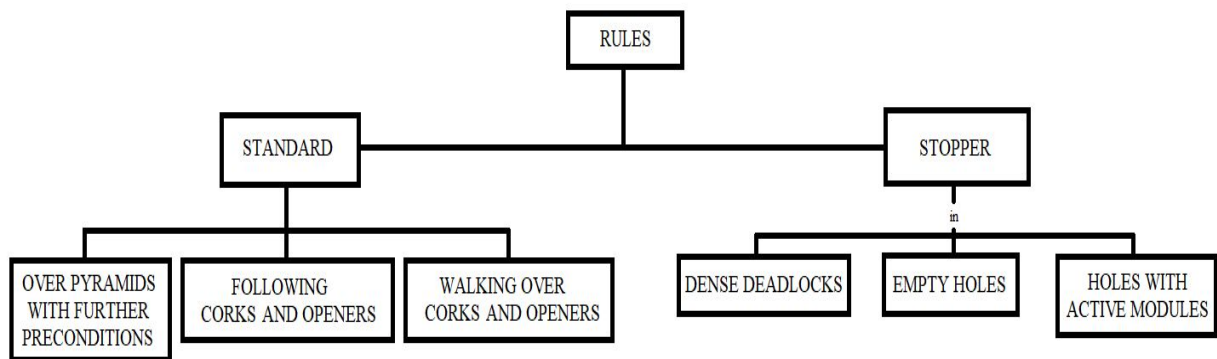 RULES
STANDARD
STOPPER
in
OVER PYRAMIDS
WITH FURTHER
PRECONDITIONS
FOLLOWING
CORKS AND OPENERS
WALKING OVER
CORKS AND OPENERS
DENSE DEADLOCKS
EMPTY HOLES
HOLES WITH
ACTIVE MODULES